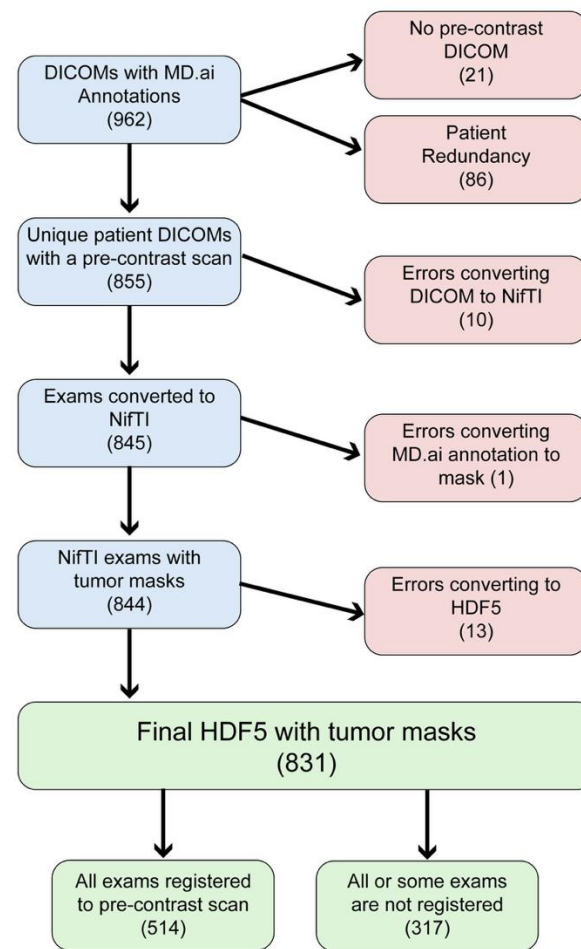 No pre-contrast
DICOM
(21)
DICOMs with MD.ai
Annotations
(962)
Patient
Redundancy
(86)
Unique patient DICOMs
with a pre-contrast scan
(855)
Errors converting
DICOM to NifTI
(10)
Exams converted to
NifTI
(845)
Errors converting
MD.ai annotation to
mask (1)
NifTI exams with
tumor masks
(844)
Errors converting to
HDF5
(13)
Final HDF5 with tumor masks
(831)
All exams registered
to pre-contrast scan
(514)
All or some exams
are not registered
(317)